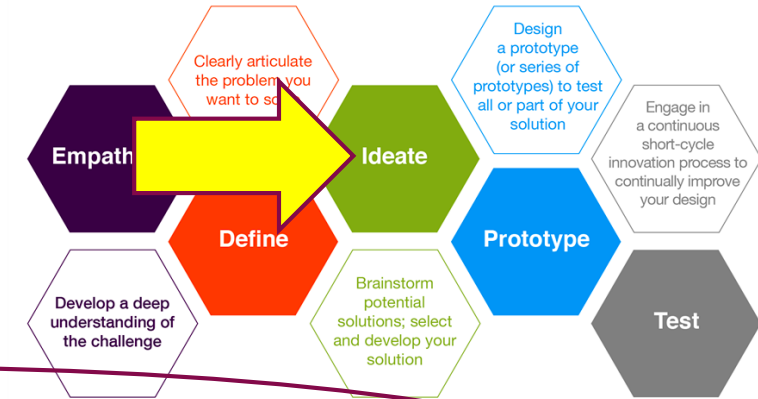 Clearly articulate
the problem you
want to
Empath
Define
Develop a deep
understanding of
the challenge
Ideate
Brainstorm
potential
solutions; select
and develop your
solution
Design
a prototype
(or series of
prototypes) to test
all or part of your
solution
Prototype
Engage in
a continuous
short-cycle
innovation process to
continually improve
your design
Test